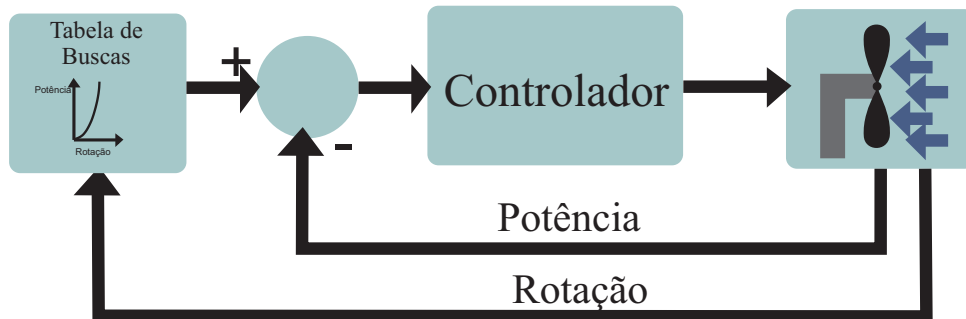 Tabela de
Buscas
Potência
Rotação
+
-
Controlador
Potência
Rotação